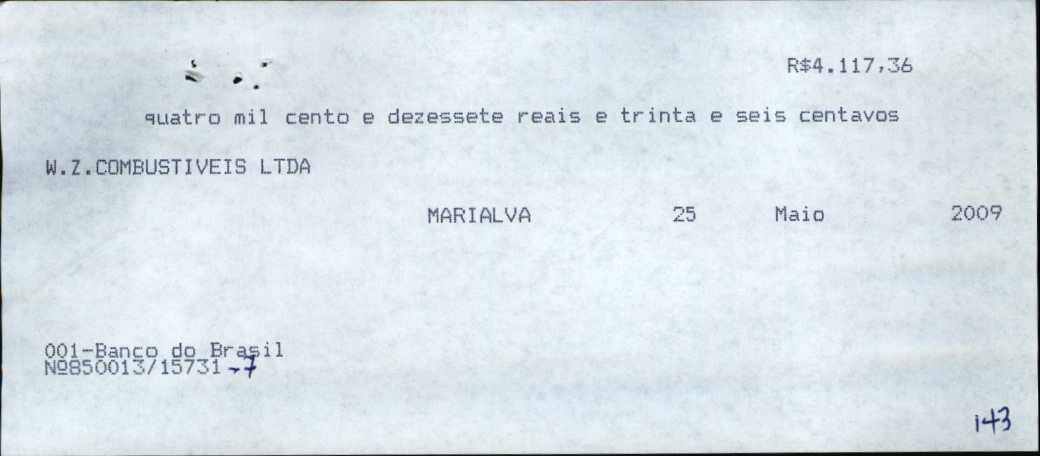 R$4.117,36
quatro mil cento e dezessete reais e trinta e seis centavos
W.Z.COMBUSTIVEIS LTDA
MARIALVA 25 Maio 2009
001-Banco do Brasil
Nº850013/15731-7
143